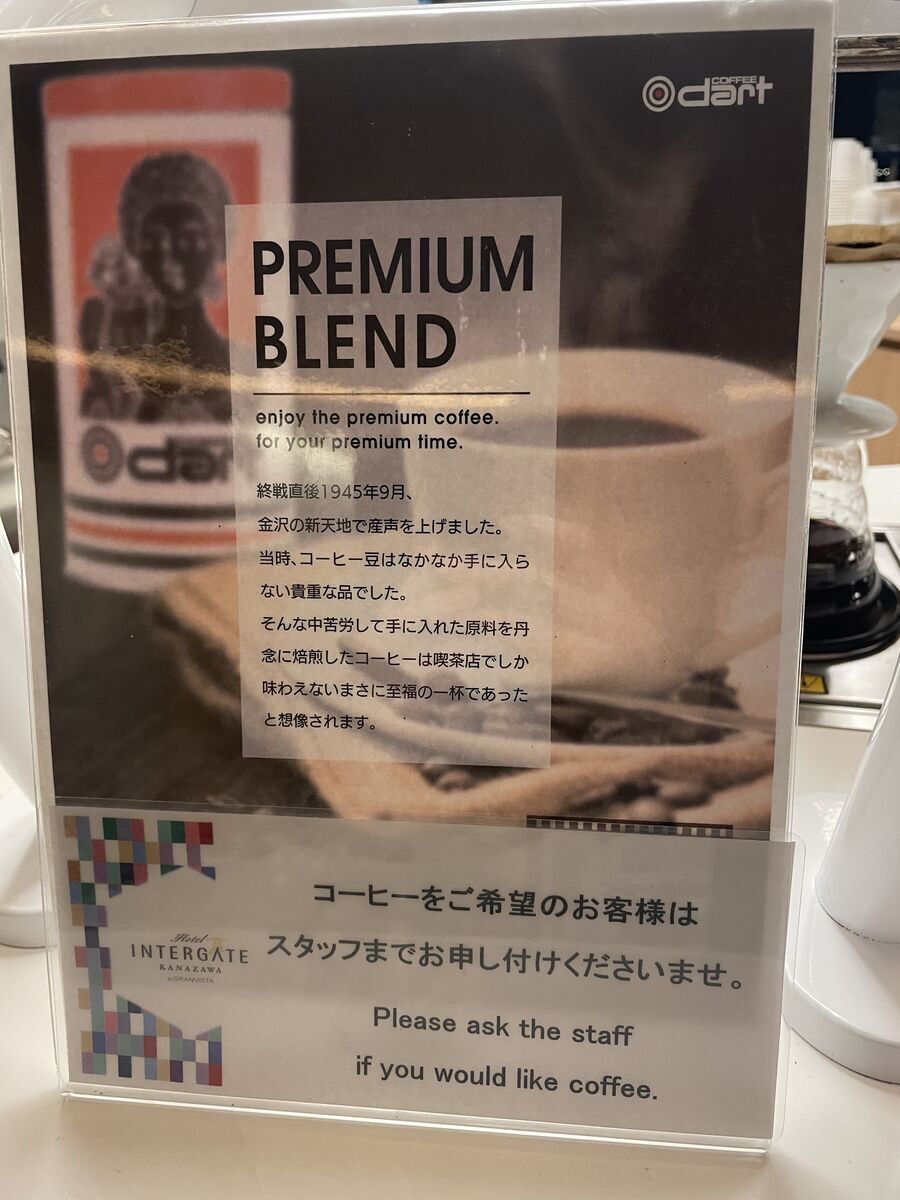 COFFEE
dart
PREMIUM
BLEND
enjoy the premium coffee.
for your premium time.
終戦直後1945年9月、
金沢の新天地で産声を上げました。
当時、コーヒー豆はなかなか手に入ら
ない貴重な品でした。
そんな中苦労して手に入れた原料を丹
念に焙煎したコーヒーは喫茶店でしか
味わえないまさに至福の一杯であった
と想像されます。
コーヒーをご希望のお客様は
スタッフまでお申し付けくださいませ。
Hotel
INTERGATE
KANAZAWA
by GRANVISTA
Please ask the staff
if you would like coffee.